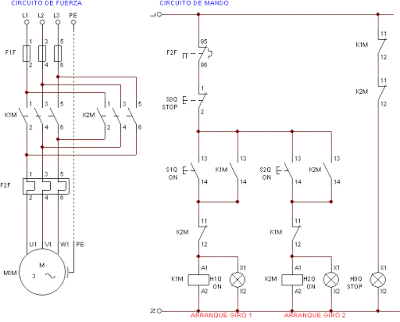 CIRCUITO DE FUERZA
CIRCUITO DE MANDO
L1 L2 L3 PE
L
F1F 1 3 5
2 4 6
K1M 1 3 5
2 4 6
K2M 1 3 5
2 4 6
F2F 1 3 5
2 4 6
U1 V1 W1 PE
M1M M
3
F2F 95
96
S0Q
STOP 1
2
S1Q
ON 13
14
K1M 13
14
S2Q
ON 13
14
K2M 13
14
K2M 11
12
K2M 11
12
K1M 11
12
K2M 11
12
K1M A1
A2
H1Q
ON X1
X2
K2M A1
A2
H2Q
ON X1
X2
H0Q
STOP X1
X2
N
ARRANQUE GIRO 1
ARRANQUE GIRO 2